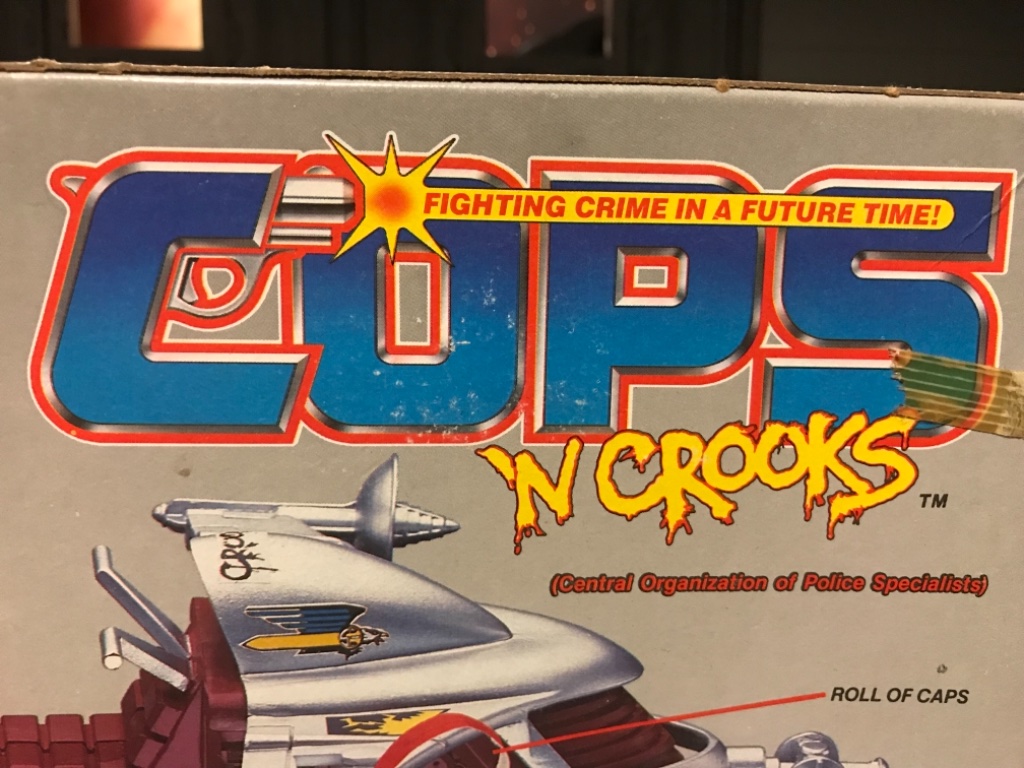 COPS
FIGHTING CRIME IN A FUTURE TIME!
'N CROOKS
TM
(Central Organization of Police Specialists)
ROLL OF CAPS